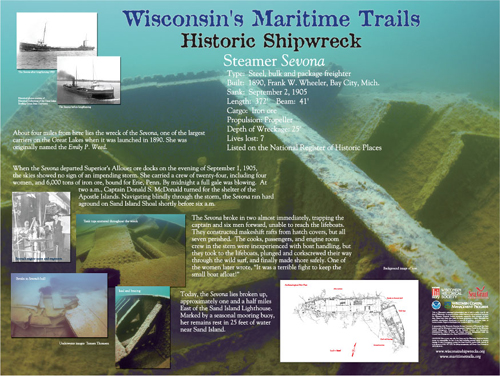 Wisconsin's Maritime Trails
Historic Shipwreck
Steamer Sevona
Type: Steel, bulk and package freighter
Built: 1890, Frank W. Wheeler, Bay City, Mich.
Sank: September 2, 1905
Length: 372' Beam: 41'
Cargo: Iron ore
Propulsion: Propeller
Depth of Wreckage: 25'
Lives lost: 7
Listed on the National Register of Historic Places
About four miles from here lies the wreck of the Sevona, one of the largest
carriers on the Great Lakes when it was launched in 1890. She was
originally named the Emily P. Weed.
When the Sevona departed Superior's Allouez ore docks on the evening of September 1, 1905,
the skies showed no sign of an impending storm. She carried a crew of twenty-four, including four
women, and 6,000 tons of iron ore, bound for Erie, Penn. By midnight a full gale was blowing. At
two a.m., Captain Donald S. McDonald turned for the shelter of the
Apostle Islands. Navigating blindly through the storm, the Sevona ran hard
aground on Sand Island Shoal shortly before six a.m.
The Sevona broke in two almost immediately, trapping the
captain and six men forward, unable to reach the lifeboats.
They constructed makeshift rafts from hatch covers, but all
seven perished. The cooks, passengers, and engine room
crew in the stern were inexperienced with boat handling, but
they took to the lifeboats, plunged and corkscrewed their way
through the wild surf, and finally made shore safely. One of
the women later wrote, "It was a terrible fight to keep the
small boat afloat."
Today, the Sevona lies broken up,
approximately one and a half miles
East of the Sand Island Lighthouse.
Marked by a seasonal mooring buoy,
her remains rest in 25 feet of water
near Sand Island.
www.wisconsinshipwrecks.org
www.maritimetrails.org